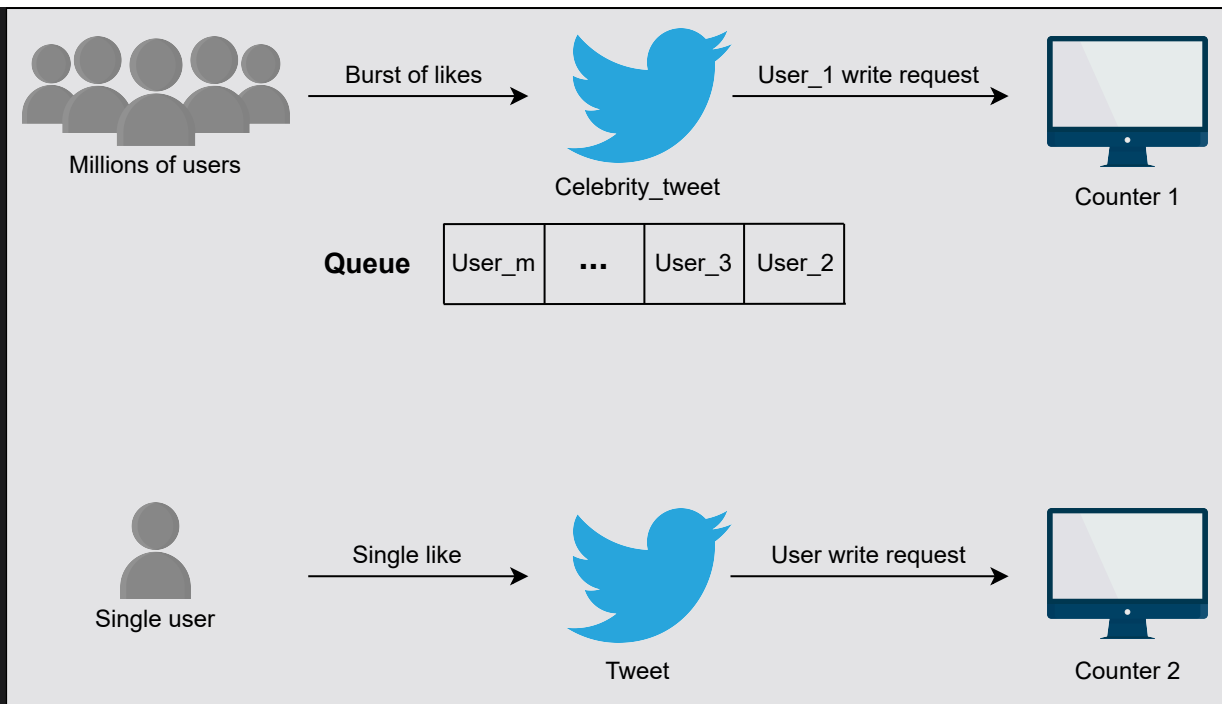 Burst of likes
User_1 write request
Millions of users
Celebrity_tweet
Counter 1
Queue
User_m
...
User_3
User_2
Single like
User write request
Single user
Tweet
Counter 2